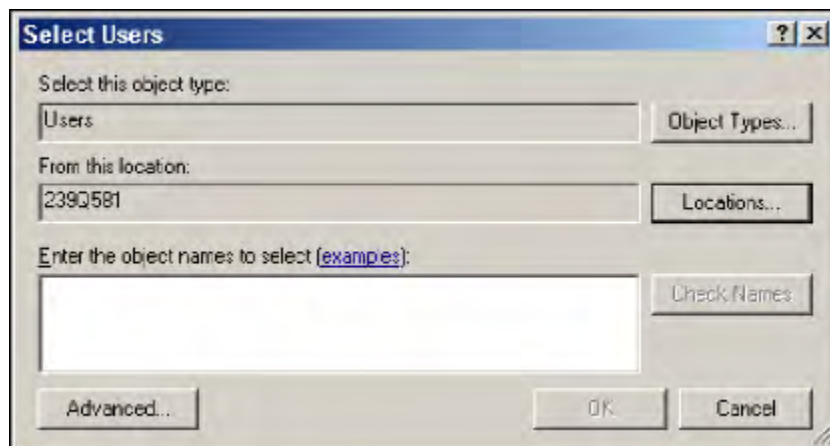 Select Users
Select this object type:
Users
Object Types...
From this location:
239Q581
Locations...
Enter the object names to select (examples):
Check Names
Advanced...
OK
Cancel